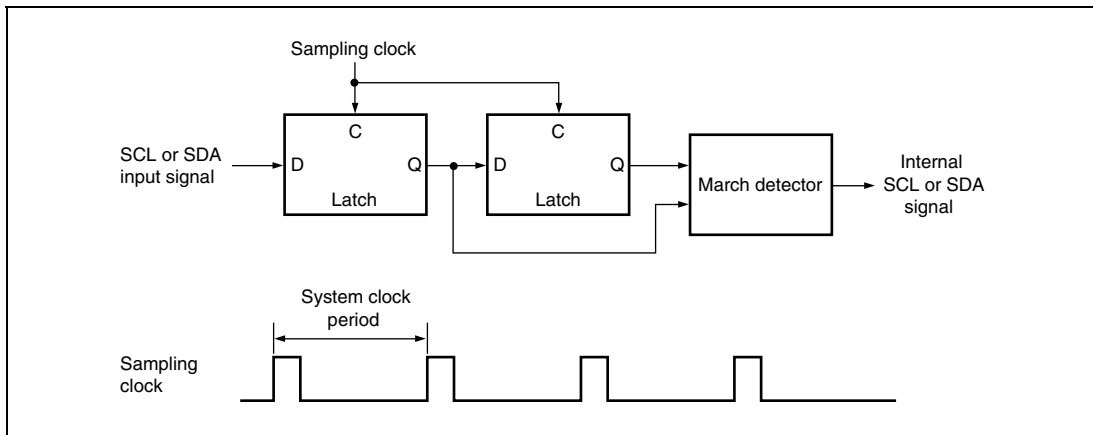 Sampling clock
C
C
SCL or SDA
input signal
D
Q
D
Q
Latch
Latch
March detector
Internal
SCL or SDA
signal
System clock
period
Sampling
clock